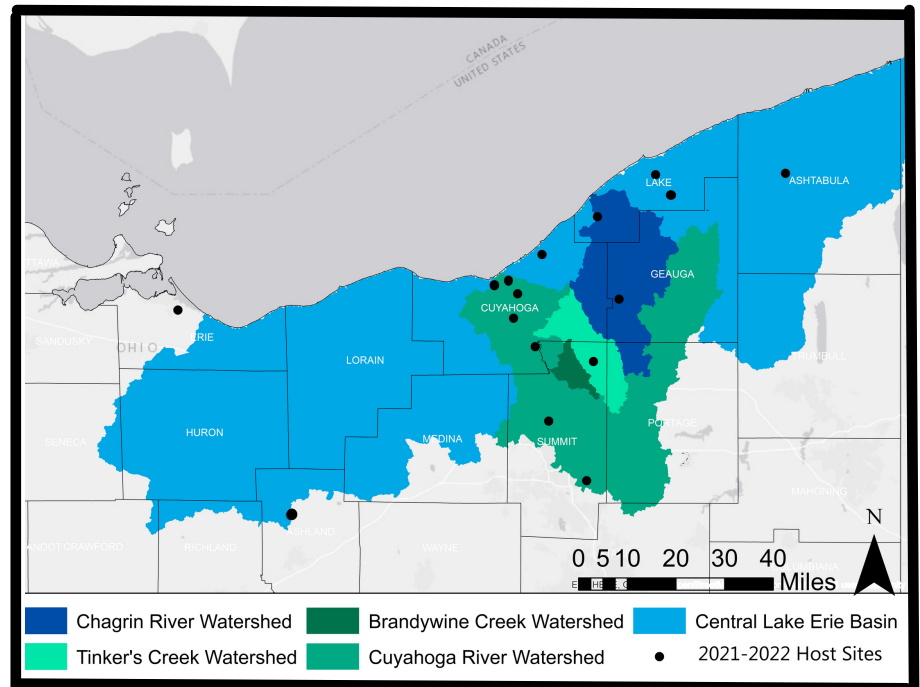 CANADA
UNITED STATES
LAKE
ASHTABULA
GEAUGA
CUYAHOGA
ERIE
SANDUSKY
OHIO
LORAIN
TRUMBULL
HURON
MEDINA
SUMMIT
PORTAGE
SENECA
MAHONING
ASHLAND
CRAWFORD
RICHLAND
WAYNE
N
0 5 10 20 30 40
Miles
Chagrin River Watershed
Brandywine Creek Watershed
Central Lake Erie Basin
Tinker's Creek Watershed
Cuyahoga River Watershed
2021-2022 Host Sites